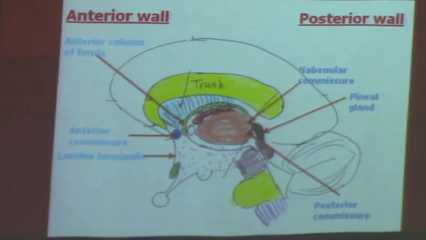 Anterior wall
Posterior wall
Anterior column
of fornix
Trunk
Habenular
commissure
Pineal
gland
Anterior
commissure
Lamina terminalis
Posterior
commissure